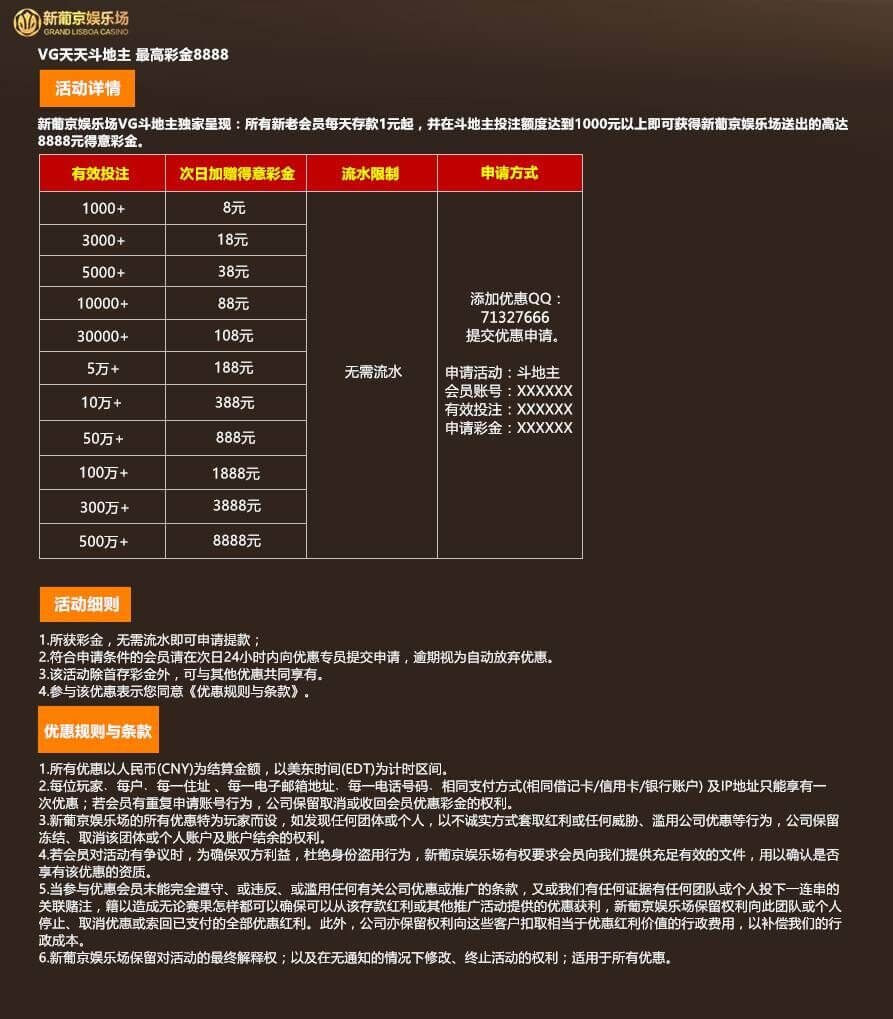 新葡京娱乐场
GRAND LISBOA CASINO
VG天天斗地主 最高彩金8888
活动详情
新葡京娱乐场VG斗地主独家呈现：所有新老会员每天存款1元起，并在斗地主投注额度达到1000元以上即可获得新葡京娱乐场送出的高达
8888元得意彩金。
有效投注 次日加赠得意彩金 流水限制 申请方式
1000+ 8元
3000+ 18元
5000+ 38元
10000+ 88元
30000+ 108元
5万+ 188元
10万+ 388元
50万+ 888元
100万+ 1888元
300万+ 3888元
500万+ 8888元
无需流水
添加优惠QQ：
71327666
提交优惠申请。
申请活动：斗地主
会员账号：XXXXXX
有效投注：XXXXXX
申请彩金：XXXXXX
活动细则
1.所获彩金，无需流水即可申请提款；
2.符合申请条件的会员请在次日24小时内向优惠专员提交申请，逾期视为自动放弃优惠。
3.该活动除首存彩金外，可与其他优惠共同享有。
4.参与该优惠表示您同意《优惠规则与条款》。
优惠规则与条款
1.所有优惠以人民币(CNY)为结算金额，以美东时间(EDT)为计时区间。
2.每位玩家﹑每户﹑每一住址 、每一电子邮箱地址﹑每一电话号码﹑相同支付方式(相同借记卡/信用卡/银行账户) 及IP地址只能享有一
次优惠；若会员有重复申请账号行为，公司保留取消或收回会员优惠彩金的权利。
3.新葡京娱乐场的所有优惠特为玩家而设，如发现任何团体或个人，以不诚实方式套取红利或任何威胁、滥用公司优惠等行为，公司保留
冻结、取消该团体或个人账户及账户结余的权利。
4.若会员对活动有争议时，为确保双方利益，杜绝身份盗用行为，新葡京娱乐场有权要求会员向我们提供充足有效的文件，用以确认是否
享有该优惠的资质。
5.当参与优惠会员未能完全遵守、或违反、或滥用任何有关公司优惠或推广的条款，又或我们有任何证据有任何团队或个人投下一连串的
关联赌注，籍以造成无论赛果怎样都可以确保可以从该存款红利或其他推广活动提供的优惠获利，新葡京娱乐场保留权利向此团队或个人
停止、取消优惠或索回已支付的全部优惠红利。此外，公司亦保留权利向这些客户扣取相当于优惠红利价值的行政费用，以补偿我们的行
政成本。
6.新葡京娱乐场保留对活动的最终解释权；以及在无通知的情况下修改、终止活动的权利；适用于所有优惠。